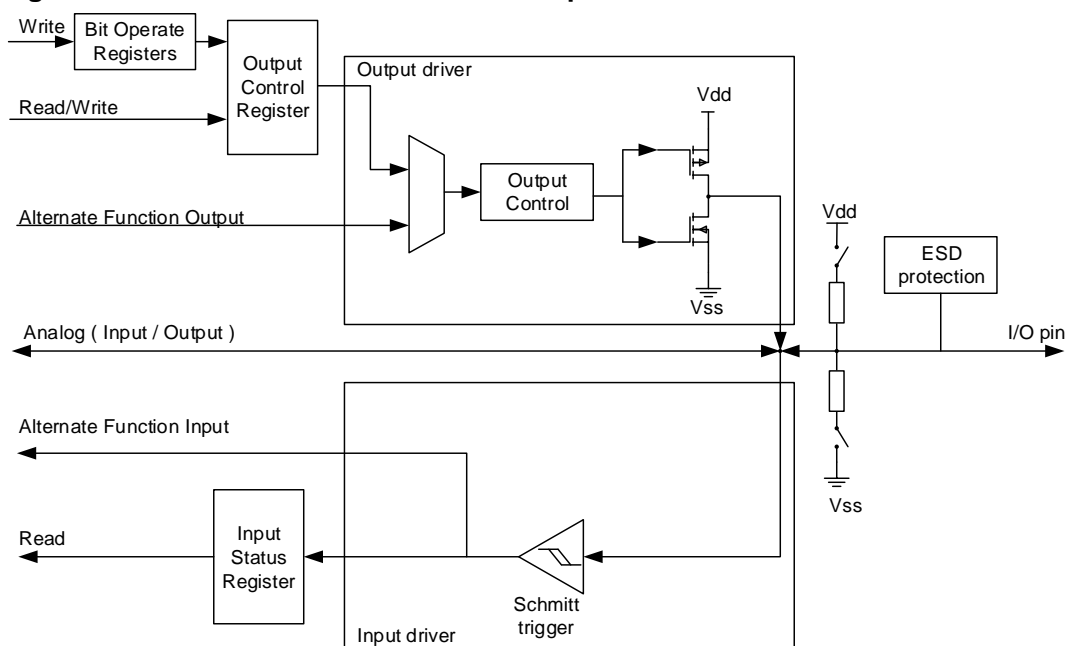 Write
Bit Operate
Registers
Output
Control
Register
Read/Write
Alternate Function Output
Output driver
Output
Control
Vdd
Vss
Vdd
ESD
protection
Analog ( Input / Output )
I/O pin
Alternate Function Input
Vss
Read
Input
Status
Register
Schmitt
trigger
Input driver